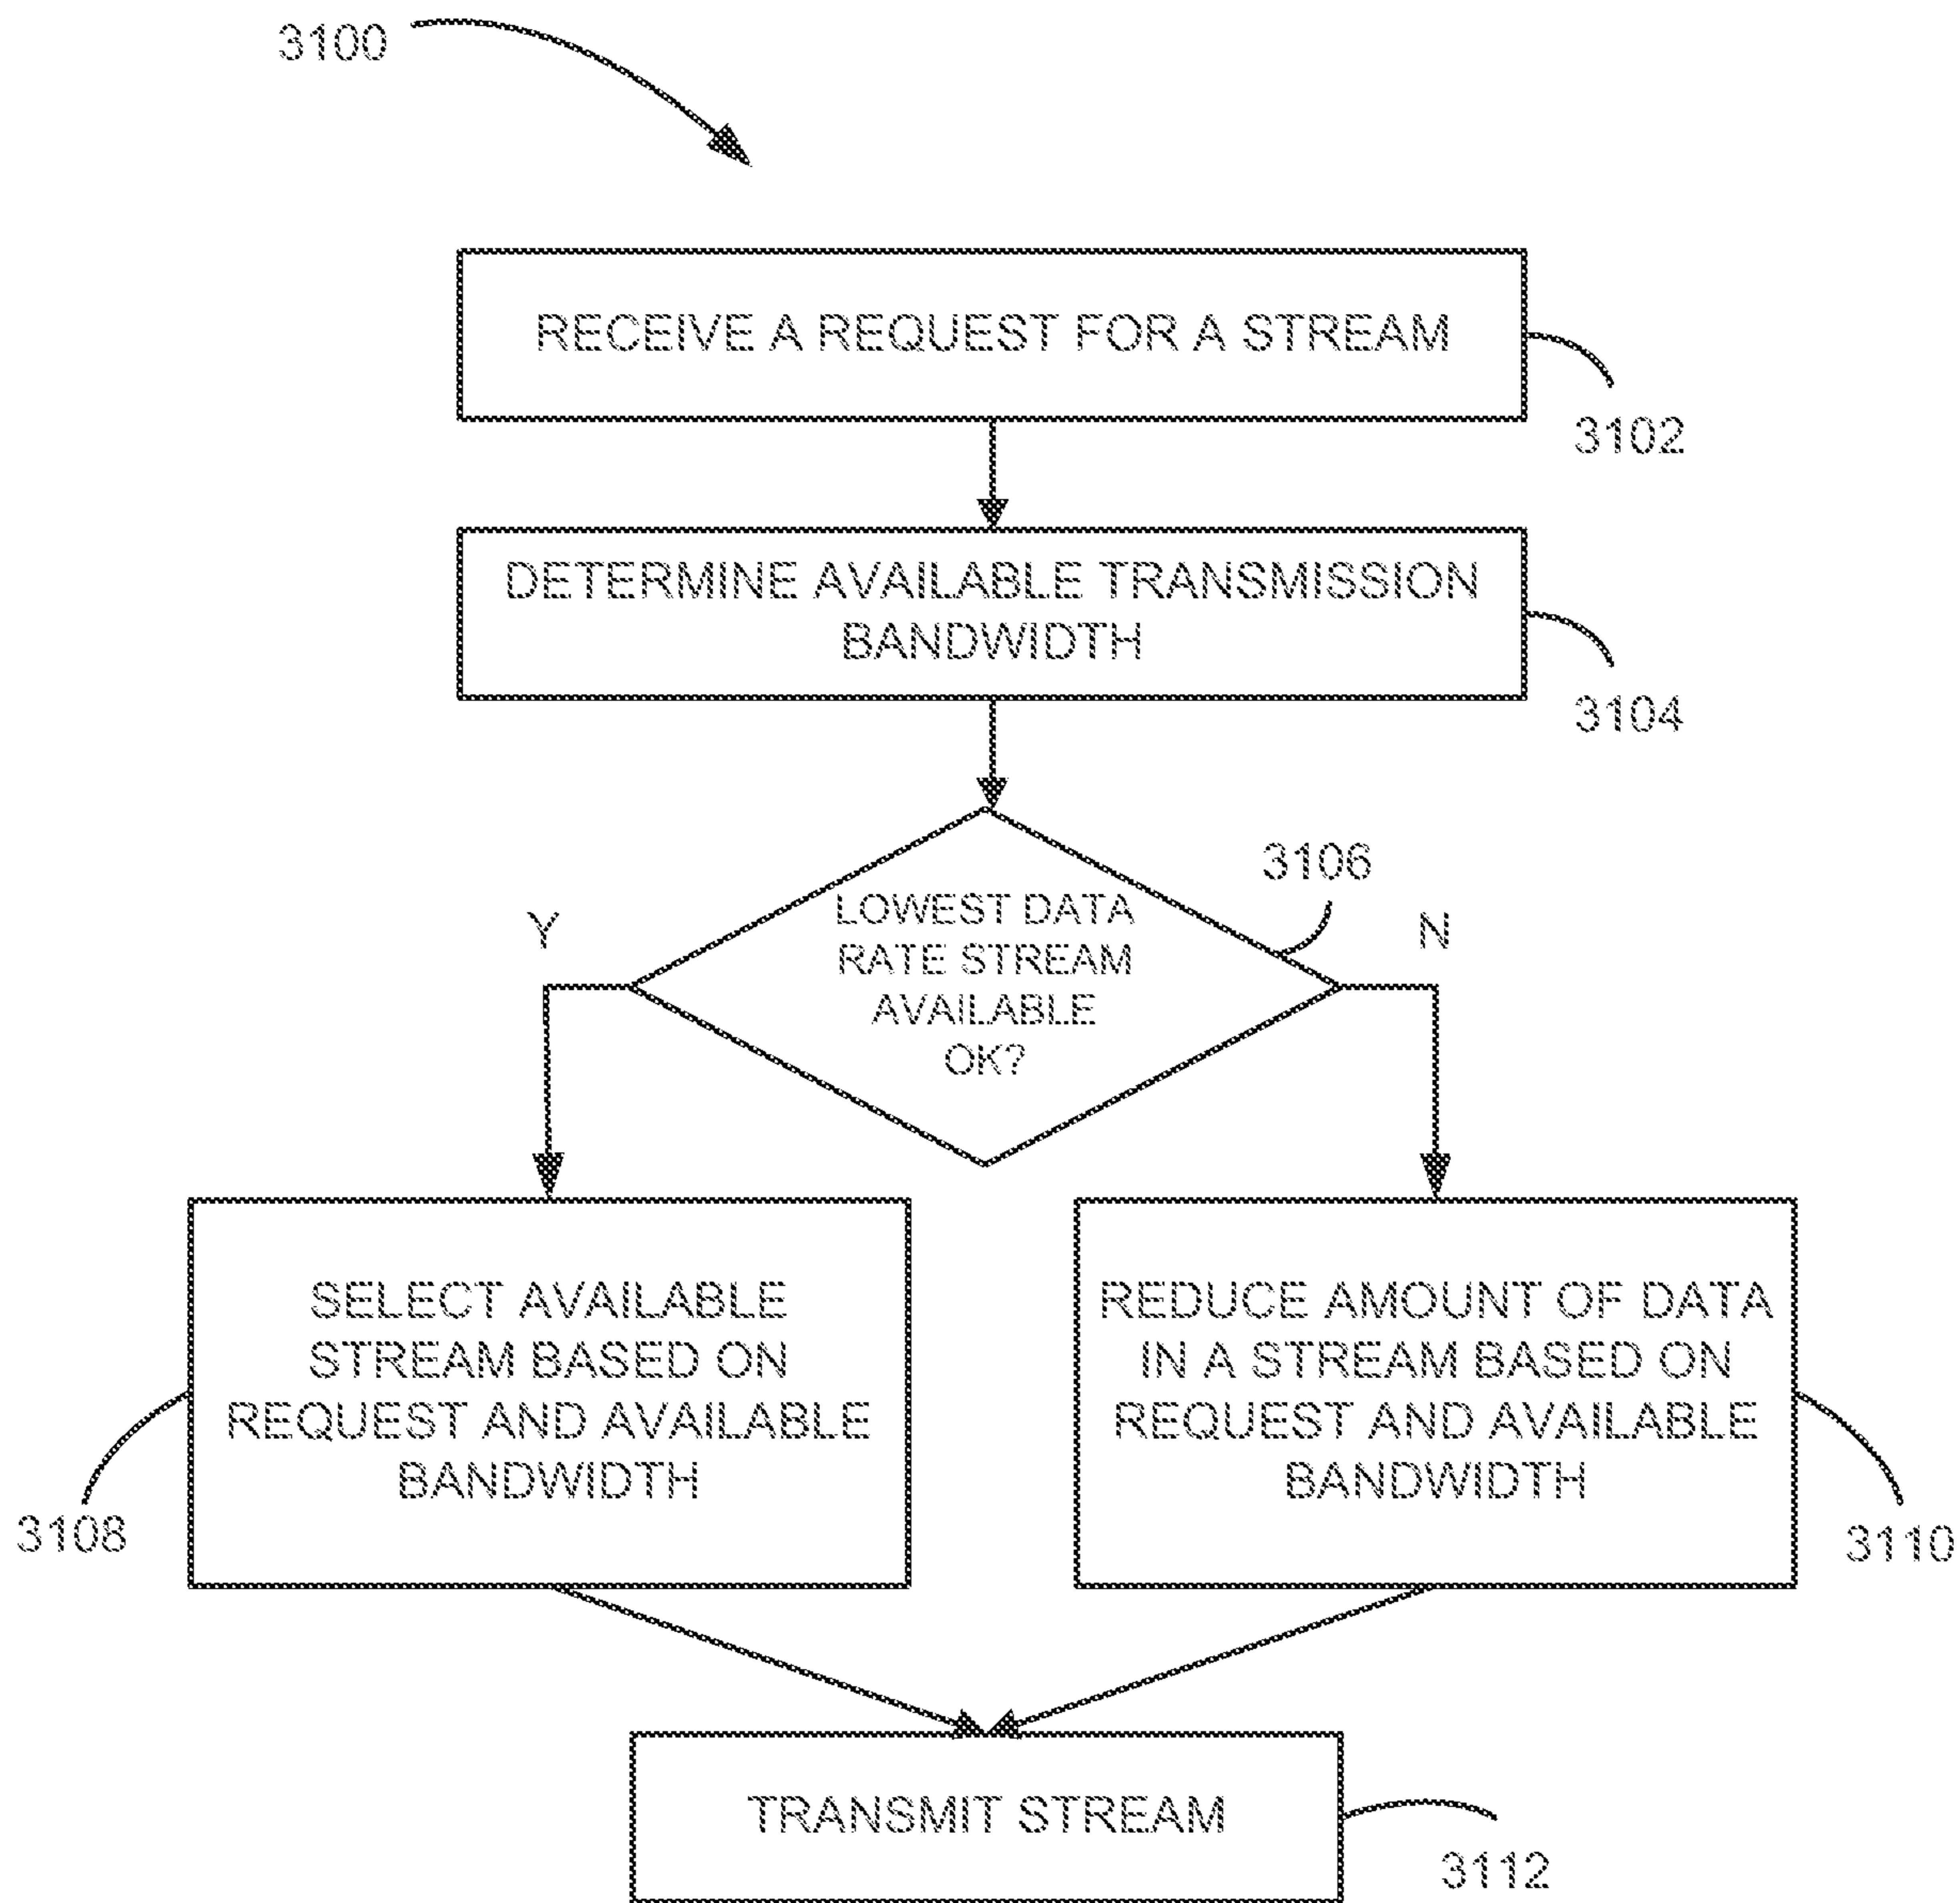 3100
RECEIVE A REQUEST FOR A STREAM
3102
DETERMINE AVAILABLE TRANSMISSION
BANDWIDTH
3104
3106
LOWEST DATA
RATE STREAM
AVAILABLE
OK?
Y
N
SELECT AVAILABLE
STREAM BASED ON
REQUEST AND AVAILABLE
BANDWIDTH
3108
REDUCE AMOUNT OF DATA
IN A STREAM BASED ON
REQUEST AND AVAILABLE
BANDWIDTH
3110
TRANSMIT STREAM
3112